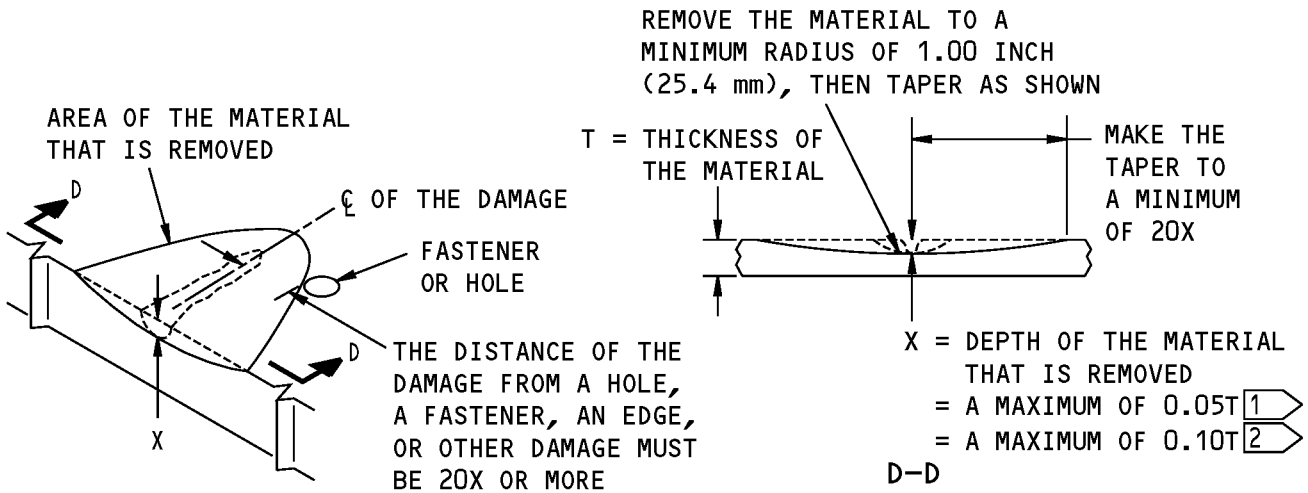 AREA OF THE MATERIAL
THAT IS REMOVED
D
℄ OF THE DAMAGE
FASTENER
OR HOLE
D
THE DISTANCE OF THE
DAMAGE FROM A HOLE,
A FASTENER, AN EDGE,
OR OTHER DAMAGE MUST
BE 20X OR MORE
X
REMOVE THE MATERIAL TO A
MINIMUM RADIUS OF 1.00 INCH
(25.4 mm), THEN TAPER AS SHOWN
T = THICKNESS OF
THE MATERIAL
MAKE THE
TAPER TO
A MINIMUM
OF 20X
X = DEPTH OF THE MATERIAL
THAT IS REMOVED
= A MAXIMUM OF 0.05T 1
= A MAXIMUM OF 0.10T 2
D-D